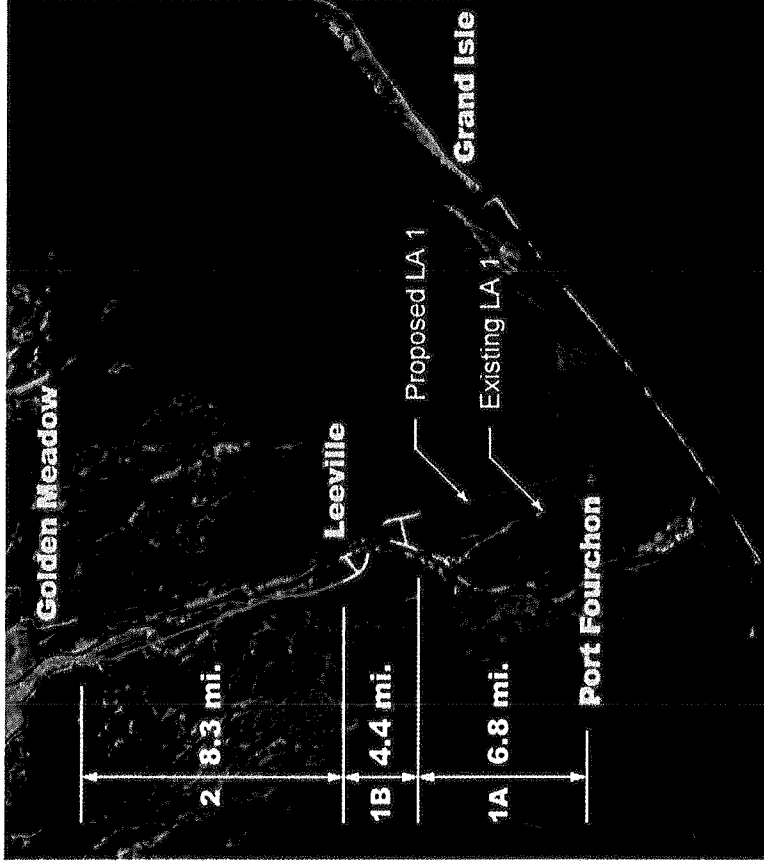 Golden Meadow
2 8.3 mi.
Leeville
1B 4.4 mi.
Grand Isle
Proposed LA 1
Existing LA 1
1A 6.8 mi.
Port Fourchon